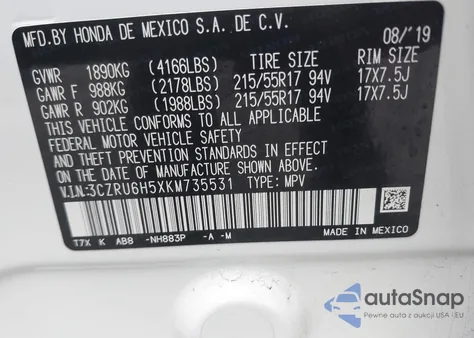 MFD.BY HONDA DE MEXICO S.A. DE C.V. 08/'19
TIRE SIZE RIM SIZE
GVWR 1890KG (4166LBS)
GAWR F 988KG (2178LBS) 215/55R17 94V 17X7.5J
GAWR R 902KG (1988LBS) 215/55R17 94V 17X7.5J
THIS VEHICLE CONFORMS TO ALL APPLICABLE
FEDERAL MOTOR VEHICLE SAFETY
AND THEFT PREVENTION STANDARDS IN EFFECT ON
THE DATE OF MANUFACTURE SHOWN ABOVE.
V.I.N:3CZRU6H5XKM735531 TYPE: MPV
T7X K AB8 -NH883P -A -M MADE IN MEXICO
autoSnap
Pewne auta z aukcji USA i EU